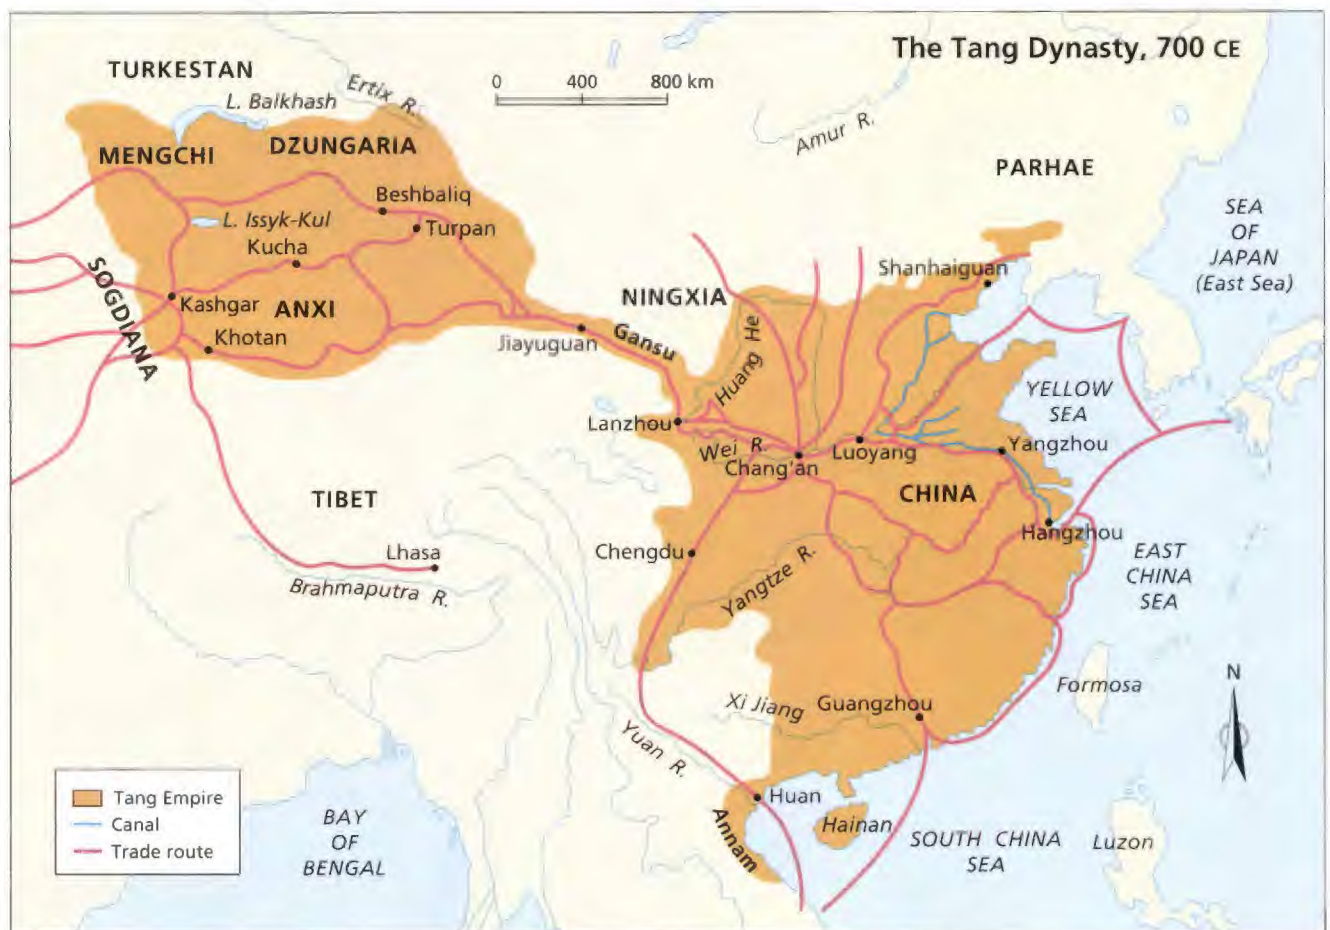 The Tang Dynasty, 700 CE
0 400 800 km
TURKESTAN
L. Balkhash
Ertix R.
Amur R.
MENGCHI
DZUNGARIA
PARHAE
Beshbaliq
L. Issyk-Kul
Turpan
Kucha
SEA
OF
JAPAN
(East Sea)
SOGDIANA
Kashgar
ANXI
Khotan
NINGXIA
Shanhaiguan
Jiayuguan
Gansu
Huang He
YELLOW
SEA
Lanzhou
Wei R.
Chang'an
Luoyang
Yangzhou
TIBET
CHINA
Hangzhou
Lhasa
Chengdu
Brahmaputra R.
Yangtze R.
EAST
CHINA
SEA
N
Formosa
Xi Jiang
Guangzhou
Yuan R.
Huan
Annam
Hainan
SOUTH CHINA
SEA
Luzon
BAY
OF
BENGAL
Tang Empire
Canal
Trade route